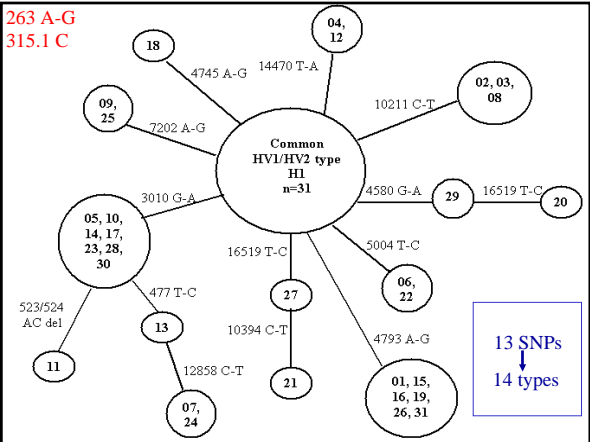 263 A-G
315.1 C
18
04,
12
4745 A-G
14470 T-A
02, 03,
08
10211 C-T
09,
25
7202 A-G
Common
HV1/HV2 type
H1
n=31
3010 G-A
4580 G-A
29
16519 T-C
20
05, 10,
14, 17,
23, 28,
30
16519 T-C
5004 T-C
06,
22
523/524
AC del
477 T-C
27
13
10394 C-T
4793 A-G
11
12858 C-T
21
07,
24
01, 15,
16, 19,
26, 31
13 SNPs
14 types